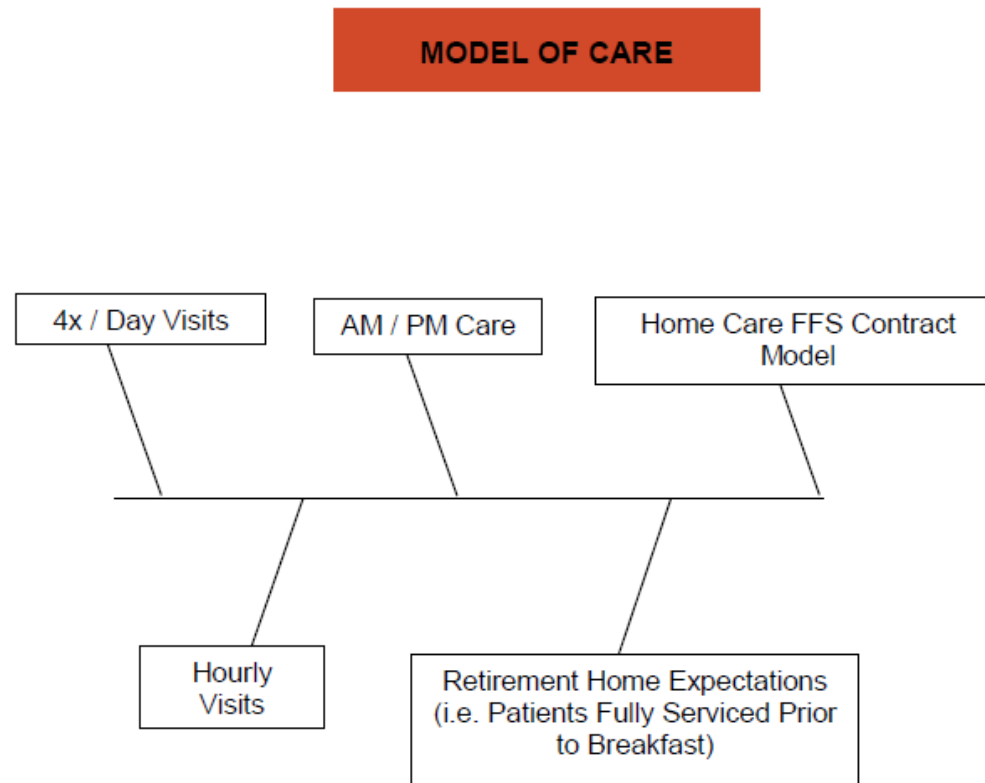 MODEL OF CARE
4x / Day Visits
AM / PM Care
Home Care FFS Contract
Model
Hourly
Visits
Retirement Home Expectations
(i.e. Patients Fully Serviced Prior
to Breakfast)